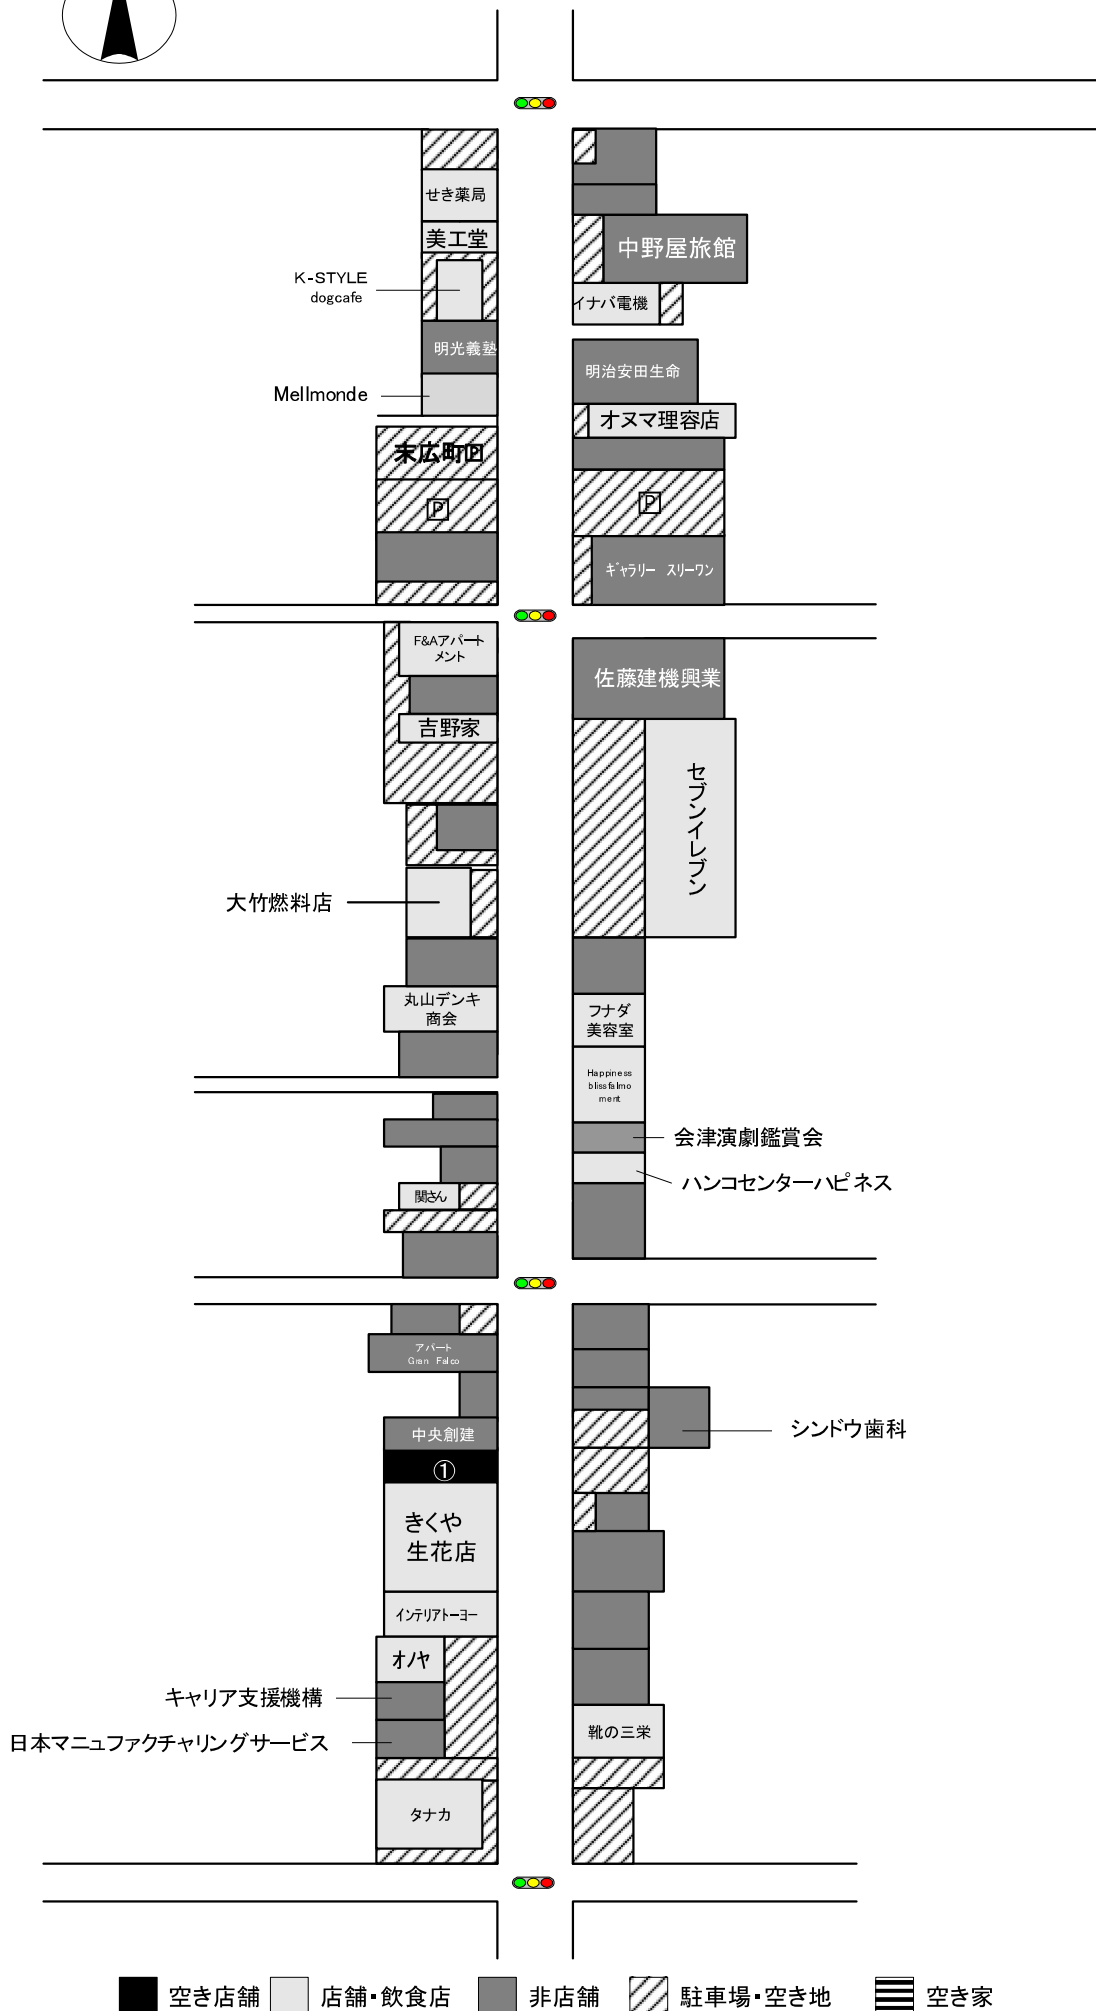 せき薬局
美工堂
中野屋旅館
K-STYLE
dogcafe
イナバ電機
明光義塾
明治安田生命
Mellmonde
オヌマ理容店
末広町P
P
P
ギャラリー スリーワン
F&Aアパート
メント
佐藤建機興業
吉野家
セブンイレブン
大竹燃料店
丸山デンキ
商会
フナダ
美容室
Happiness
blissfulmo
ment
会津演劇鑑賞会
ハンコセンターハピネス
関さん
アパート
Gran Falco
中央創建
シンドウ歯科
①
きくや
生花店
インテリアトーヨー
オノヤ
キャリア支援機構
靴の三栄
日本マニュファクチャリングサービス
タナカ
空き店舗 店舗・飲食店 非店舗 駐車場・空き地 空き家